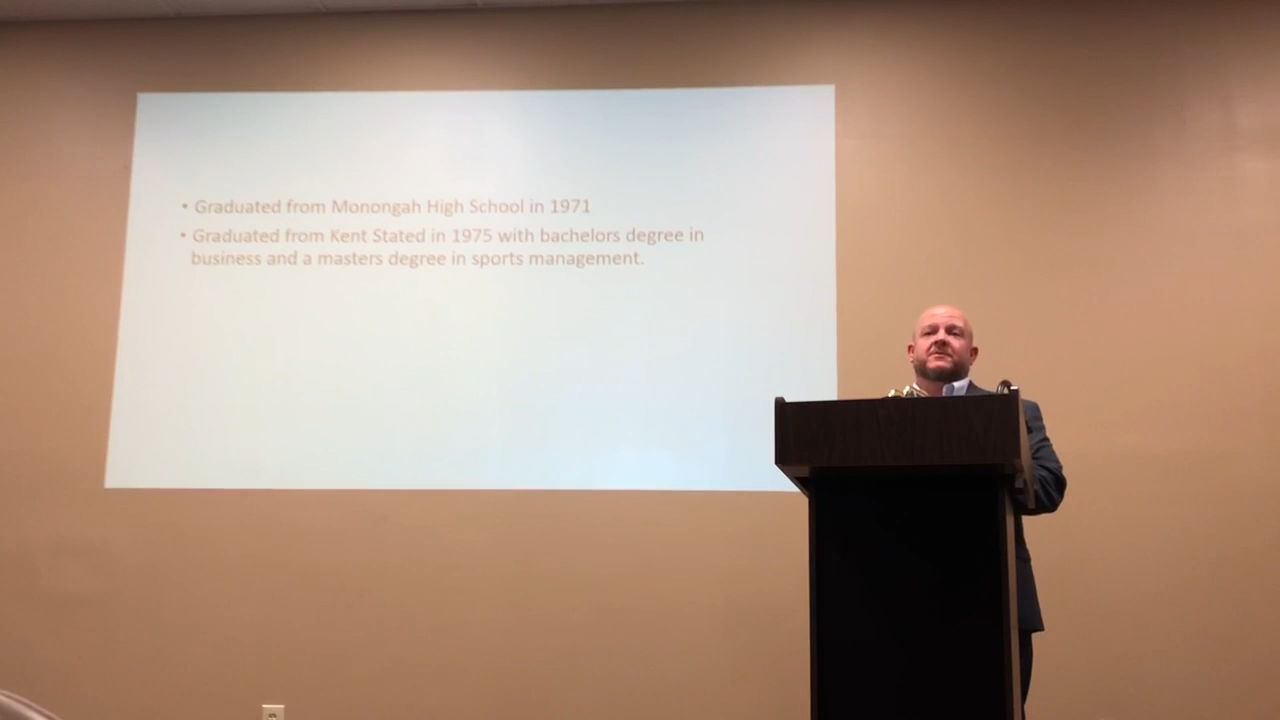 • Graduated from Monongah High School in 1971
• Graduated from Kent Stated in 1975 with bachelors degree in
business and a masters degree in sports management.